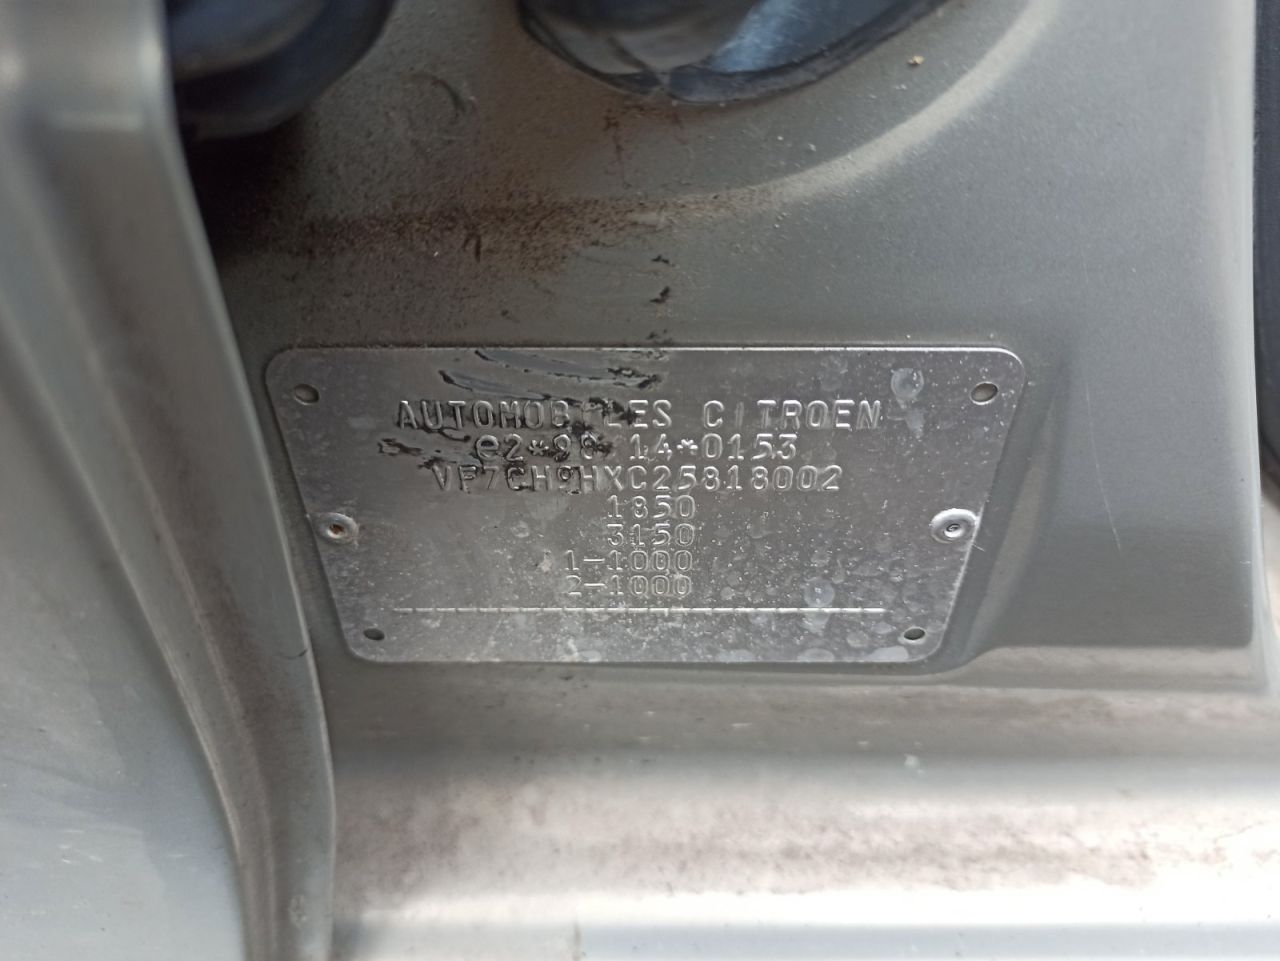 AUTOMOBILES CITROEN
e2*98/14*0153
VF7CH9HXC25818002
1850
3150
1-1000
2-1000